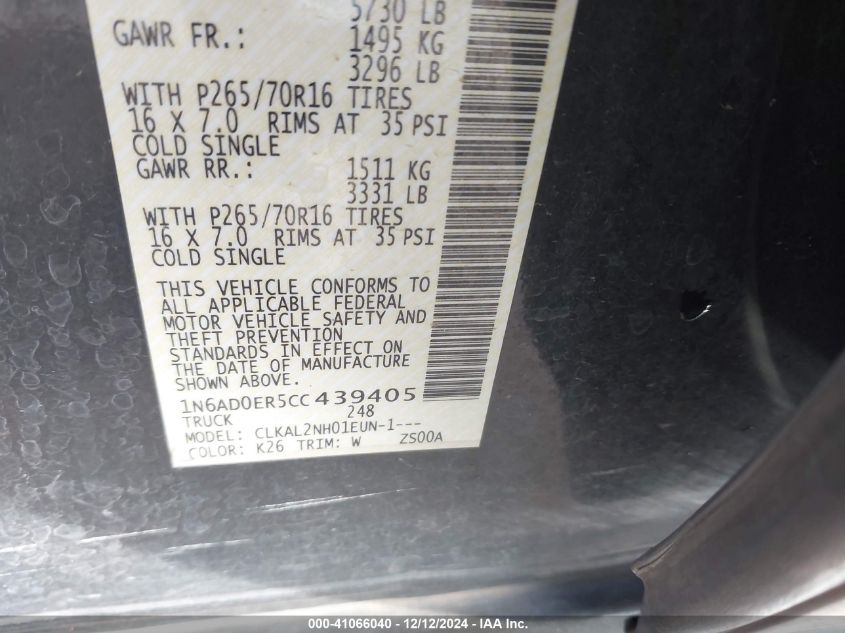 5730 LB
GAWR FR.: 1495 KG
3296 LB
WITH P265/70R16 TIRES
16 X 7.0 RIMS AT 35 PSI
COLD SINGLE
GAWR RR.: 1511 KG
3331 LB
WITH P265/70R16 TIRES
16 X 7.0 RIMS AT 35 PSI
COLD SINGLE
THIS VEHICLE CONFORMS TO
ALL APPLICABLE FEDERAL
MOTOR VEHICLE SAFETY AND
THEFT PREVENTION
STANDARDS IN EFFECT ON
THE DATE OF MANUFACTURE
SHOWN ABOVE.
1N6AD0ER5CC439405
TRUCK 248
MODEL: CLKAL2NH01EUN-1---
COLOR: K26 TRIM: W ZS00A
000-41066040 - 12/12/2024 - IAA Inc.